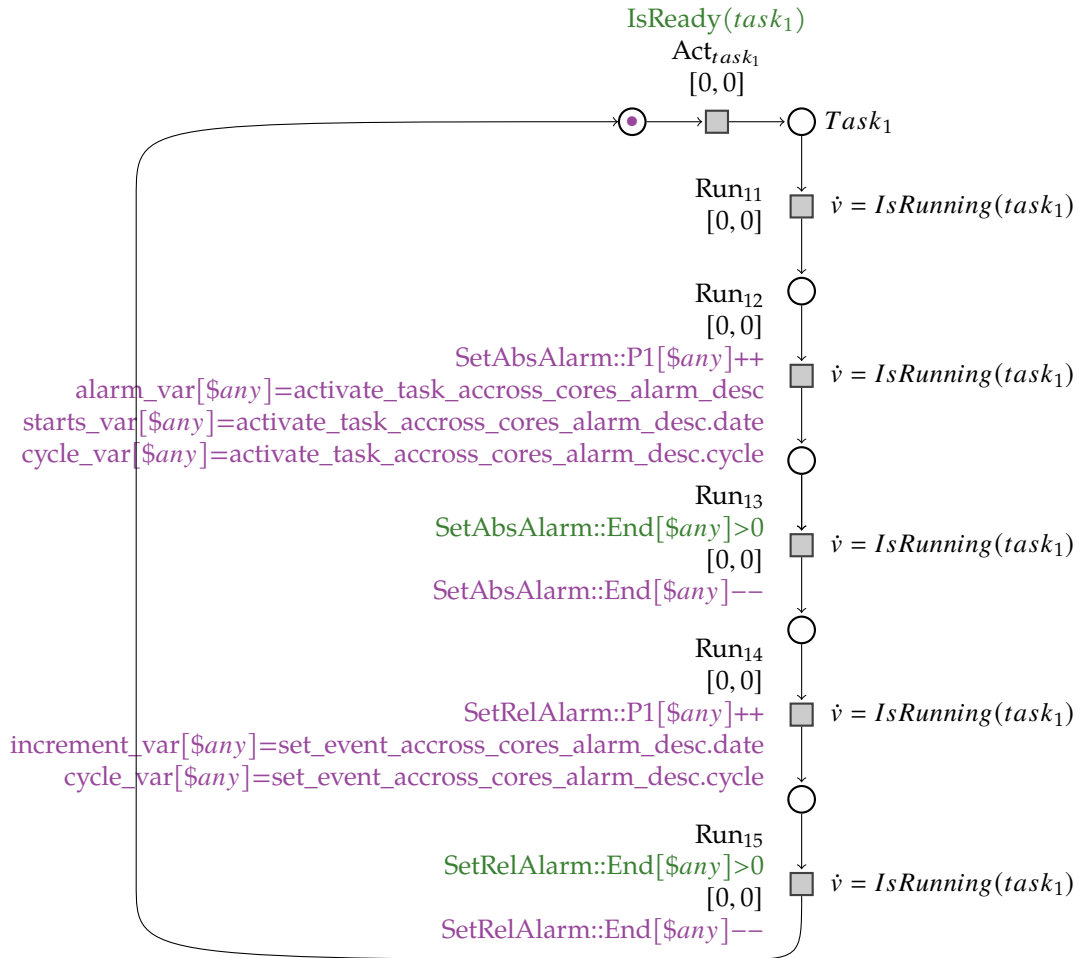 IsReady(task₁)
Act_task₁
[0, 0]
Task₁
Run₁₁
[0, 0]
v̇ = IsRunning(task₁)
Run₁₂
[0, 0]
SetAbsAlarm::P1[$any]++
v̇ = IsRunning(task₁)
alarm_var[$any]=activate_task_accross_cores_alarm_desc
starts_var[$any]=activate_task_accross_cores_alarm_desc.date
cycle_var[$any]=activate_task_accross_cores_alarm_desc.cycle
Run₁₃
SetAbsAlarm::End[$any]>0
v̇ = IsRunning(task₁)
[0, 0]
SetAbsAlarm::End[$any]−−
Run₁₄
[0, 0]
SetRelAlarm::P1[$any]++
v̇ = IsRunning(task₁)
increment_var[$any]=set_event_accross_cores_alarm_desc.date
cycle_var[$any]=set_event_accross_cores_alarm_desc.cycle
Run₁₅
SetRelAlarm::End[$any]>0
v̇ = IsRunning(task₁)
[0, 0]
SetRelAlarm::End[$any]−−